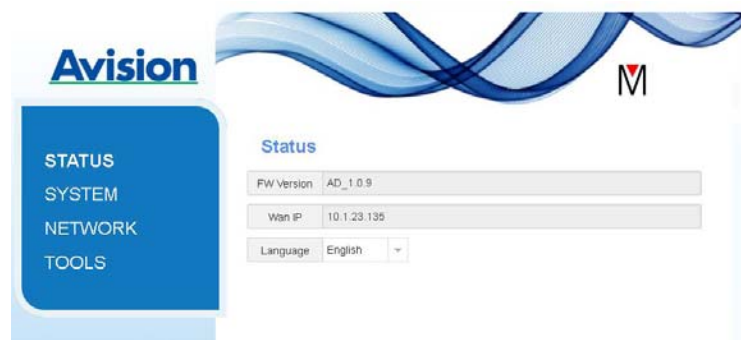 Avision
M
STATUS
SYSTEM
NETWORK
TOOLS
Status
FW Version AD_1.0.9
Wan IP 10.1.23.135
Language English